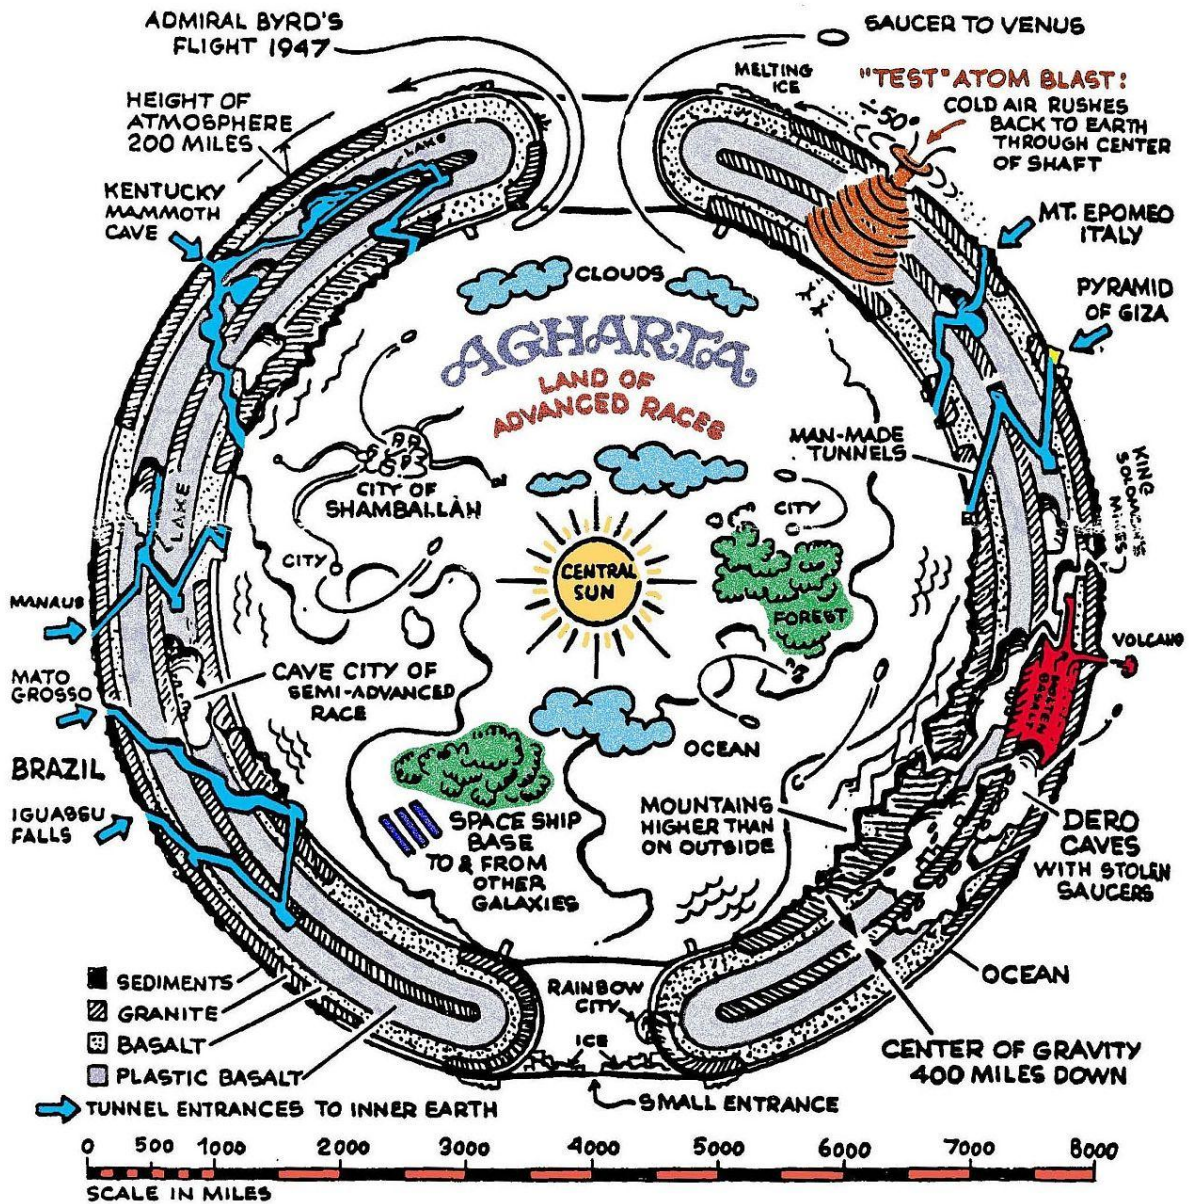 ADMIRAL BYRD'S
FLIGHT 1947
SAUCER TO VENUS
MELTING
ICE
"TEST" ATOM BLAST:
COLD AIR RUSHES
BACK TO EARTH
THROUGH CENTER
OF SHAFT
-50°
HEIGHT OF
ATMOSPHERE
200 MILES
LAKE
KENTUCKY
MAMMOTH
CAVE
MT. EPOMEO
ITALY
PYRAMID
OF GIZA
CLOUDS
AGHARTA
LAND OF
ADVANCED RACES
MAN-MADE
TUNNELS
KING
SOLOMON'S
MINES
CITY OF
SHAMBALLAH
LAKE
CITY
CITY
CENTRAL
SUN
FOREST
MANAUS
VOLCANO
MOLTEN
BASALT
MATO
GROSSO
CAVE CITY OF
SEMI-ADVANCED
RACE
OCEAN
BRAZIL
IGUASSU
FALLS
SPACE SHIP
BASE
TO & FROM
OTHER
GALAXIES
MOUNTAINS
HIGHER THAN
ON OUTSIDE
DERO
CAVES
WITH STOLEN
SAUCERS
OCEAN
RAINBOW
CITY
ICE
SEDIMENTS
GRANITE
BASALT
PLASTIC BASALT
TUNNEL ENTRANCES TO INNER EARTH
CENTER OF GRAVITY
400 MILES DOWN
SMALL ENTRANCE
0 500 1000 2000 3000 4000 5000 6000 7000 8000
SCALE IN MILES